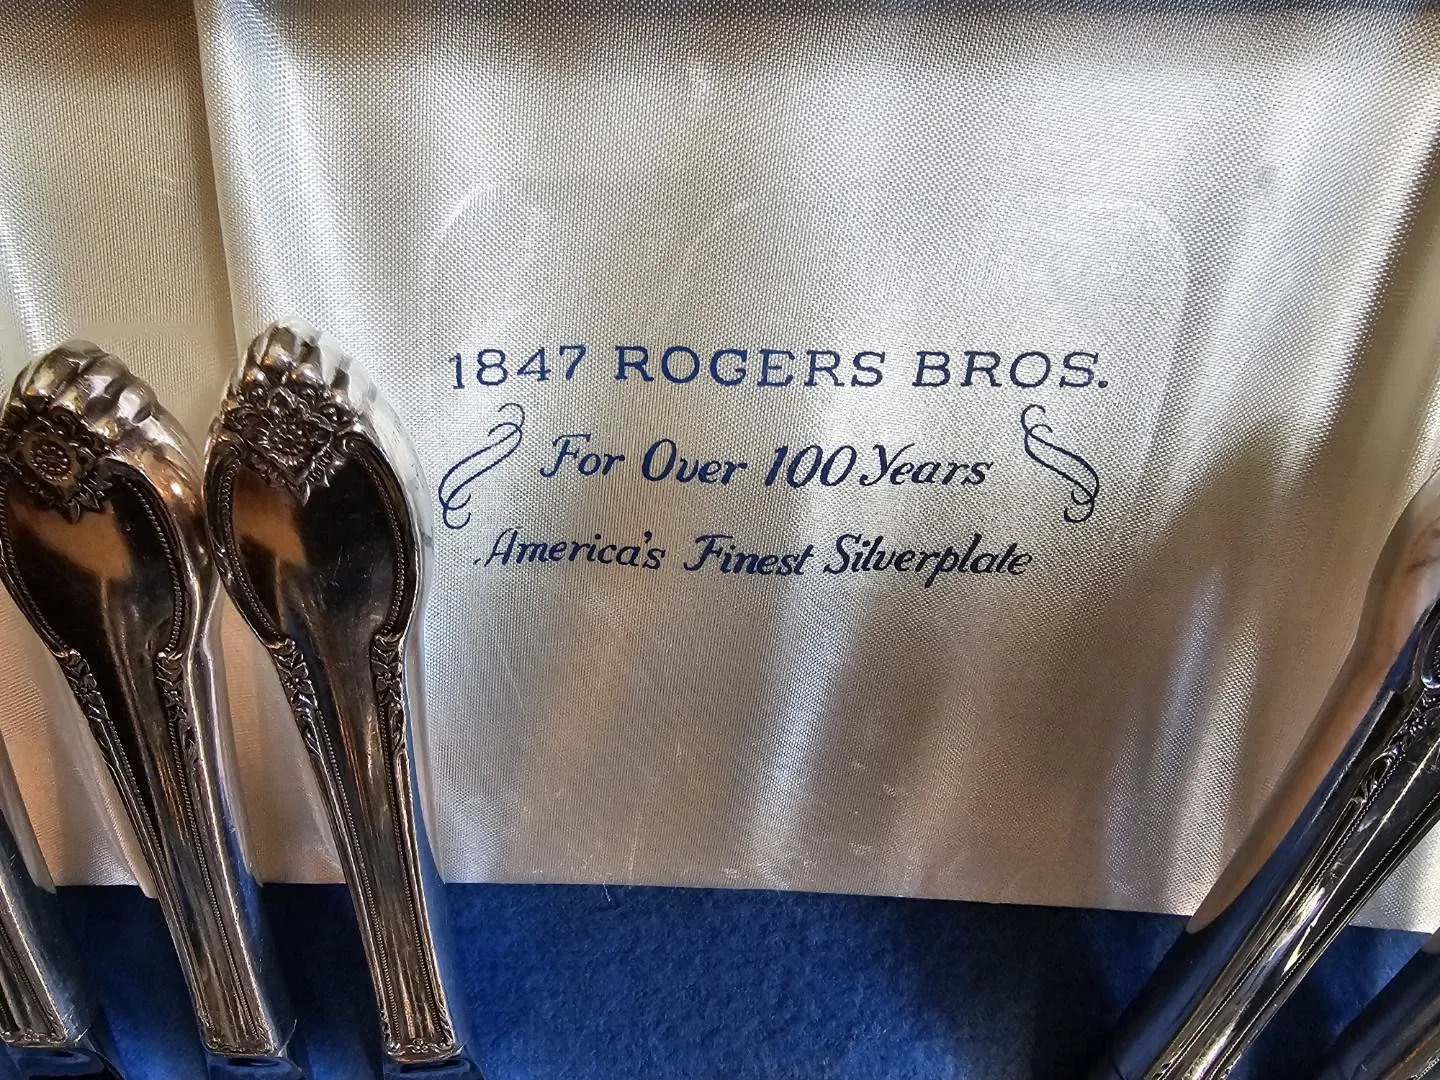 1847 ROGERS BROS.
For Over 100 Years
America's Finest Silverplate